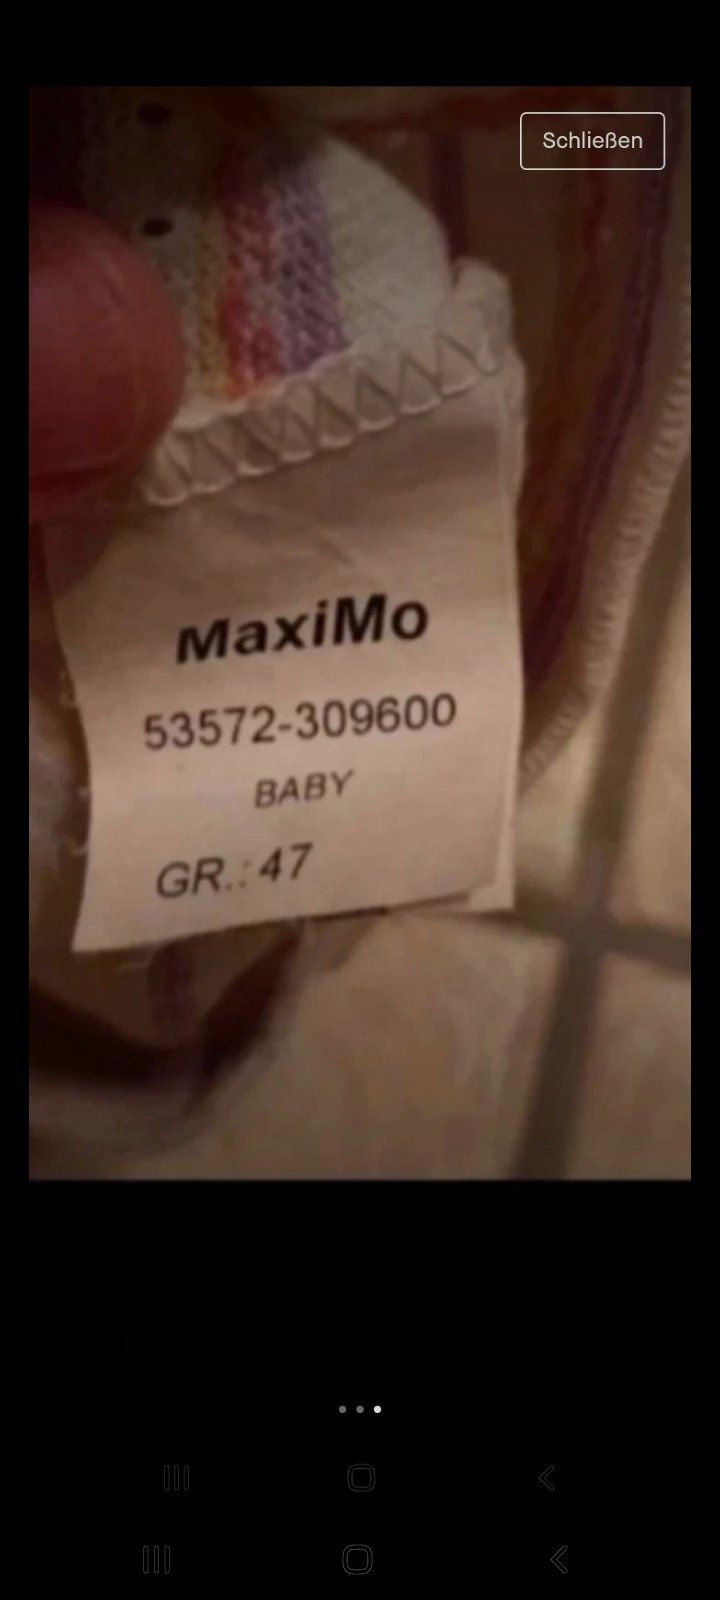 Schließen
MaxiMo
53572-309600
BABY
GR.: 47